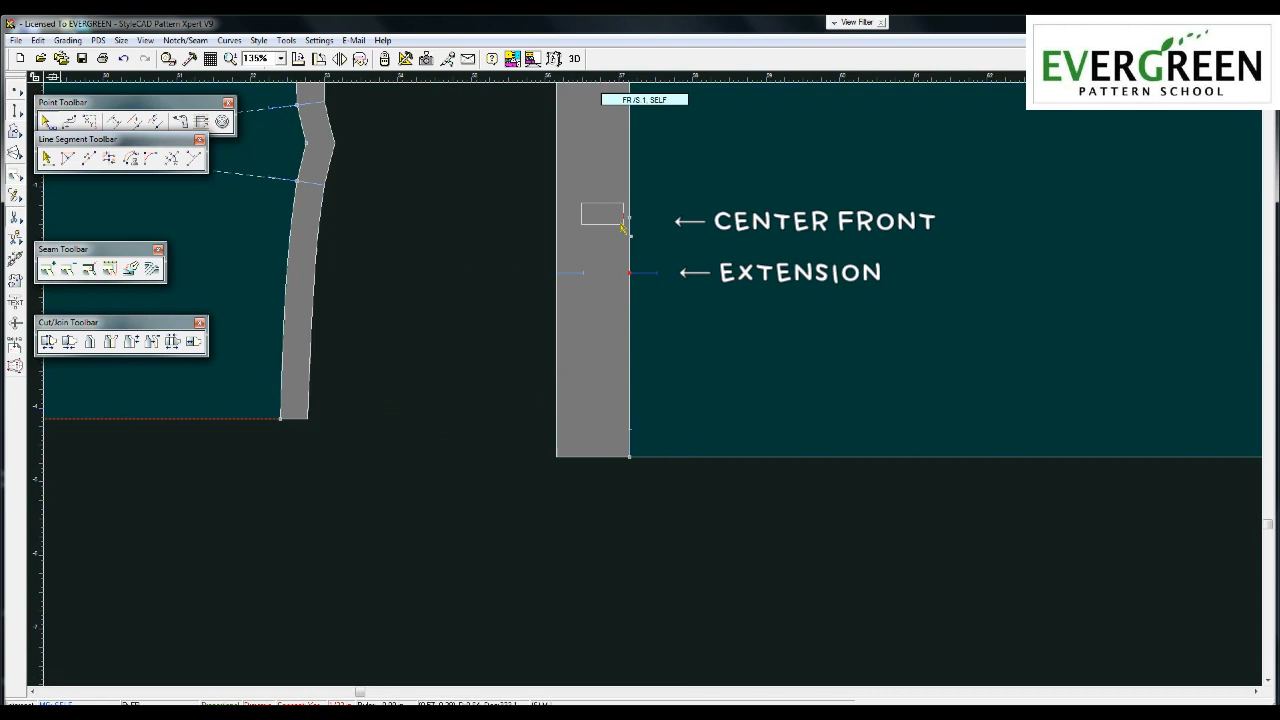 - Licensed To EVERGREEN - StyleCAD Pattern Xpert V9
View Filter
File Edit Grading PDS Size View Notch/Seam Curves Style Tools Settings E-Mail Help
135%
3D
EVERGREEN
PATTERN SCHOOL
Point Toolbar
FR /S. 1. SELF
Line Segment Toolbar
← CENTER FRONT
Seam Toolbar
← EXTENSION
Cut/Join Toolbar